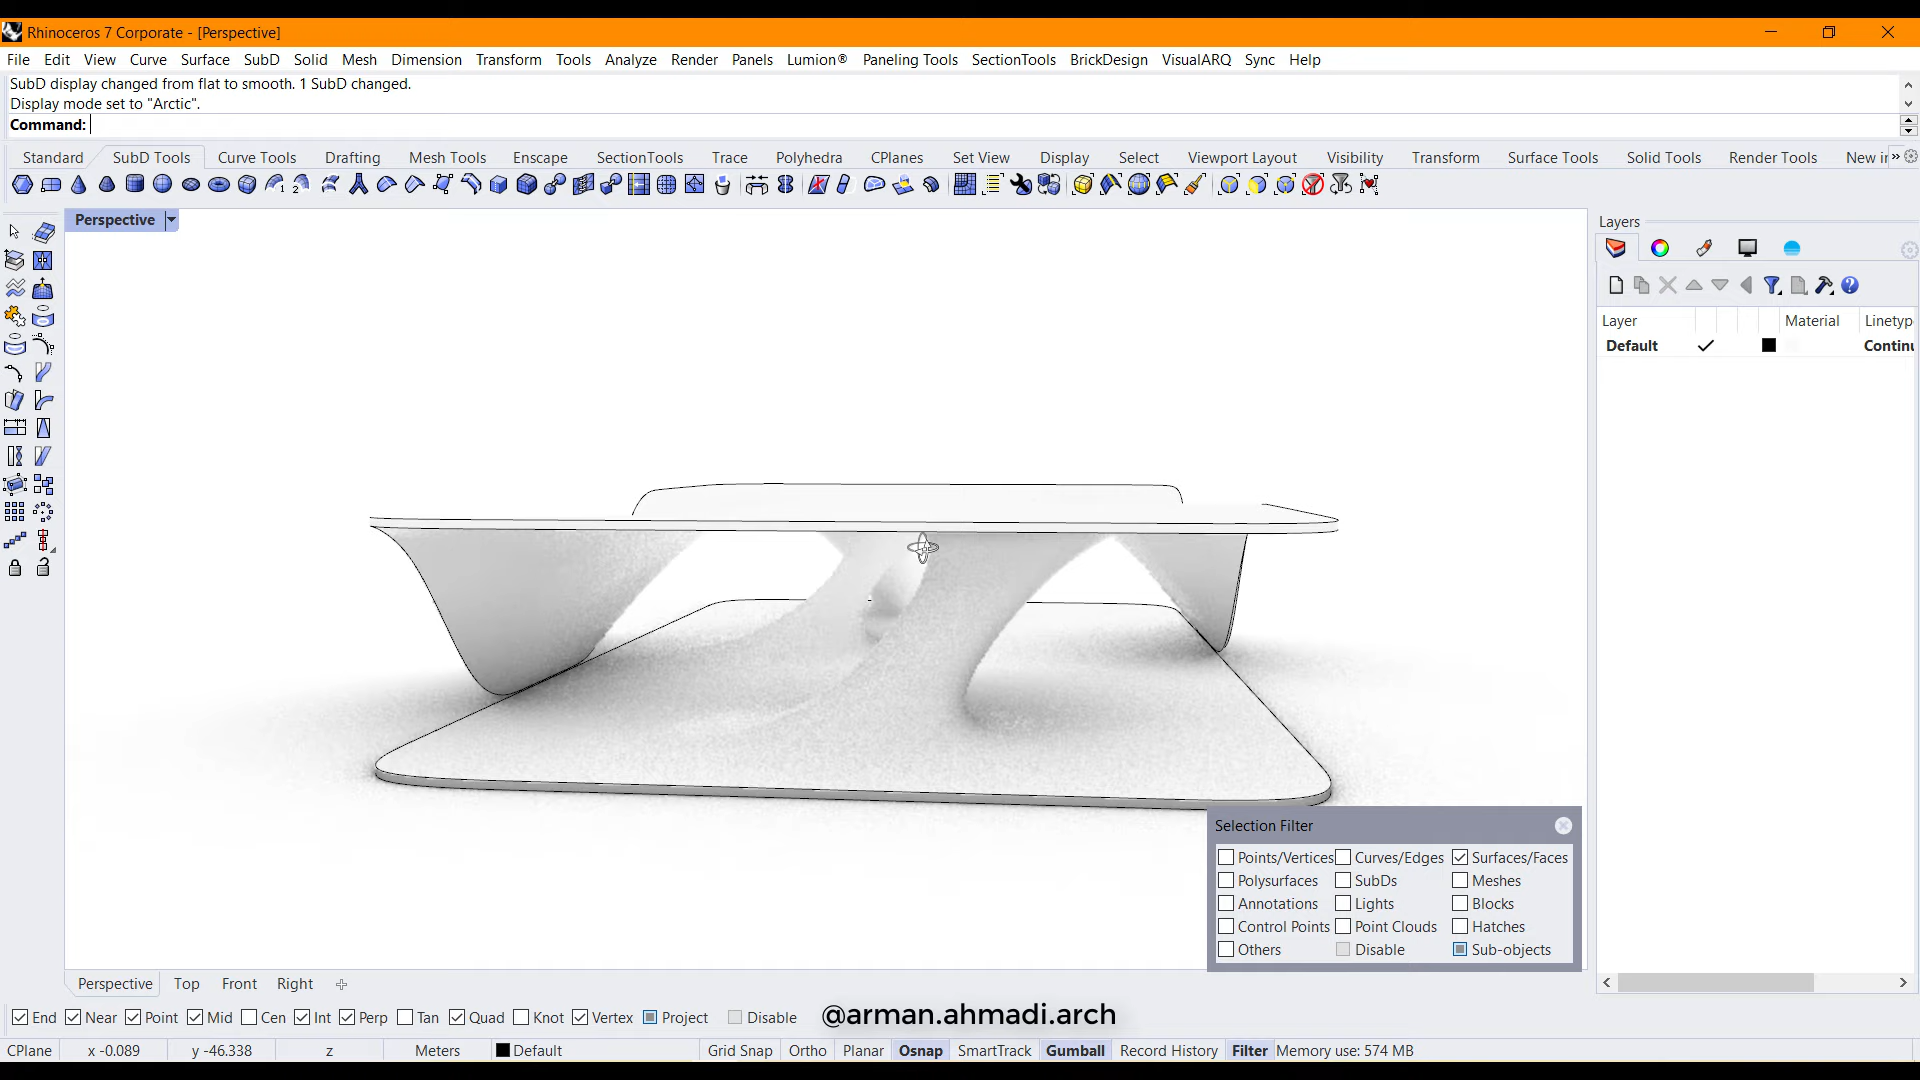 Rhinoceros 7 Corporate - [Perspective]
File Edit View Curve Surface SubD Solid Mesh Dimension Transform Tools Analyze Render Panels Lumion® Paneling Tools SectionTools BrickDesign VisualARQ Sync Help
SubD display changed from flat to smooth. 1 SubD changed.
Display mode set to "Arctic".
Command:
Standard SubD Tools Curve Tools Drafting Mesh Tools Enscape SectionTools Trace Polyhedra CPlanes Set View Display Select Viewport Layout Visibility Transform Surface Tools Solid Tools Render Tools New in
Perspective
Layers
Layer Material Linetyp
Default Continu
Selection Filter
Points/Vertices Curves/Edges Surfaces/Faces
Polysurfaces SubDs Meshes
Annotations Lights Blocks
Control Points Point Clouds Hatches
Others Disable Sub-objects
Perspective Top Front Right
End Near Point Mid Cen Int Perp Tan Quad Knot Vertex Project Disable
@arman.ahmadi.arch
CPlane x -0.089 y -46.338 z Meters Default Grid Snap Ortho Planar Osnap SmartTrack Gumball Record History Filter Memory use: 574 MB